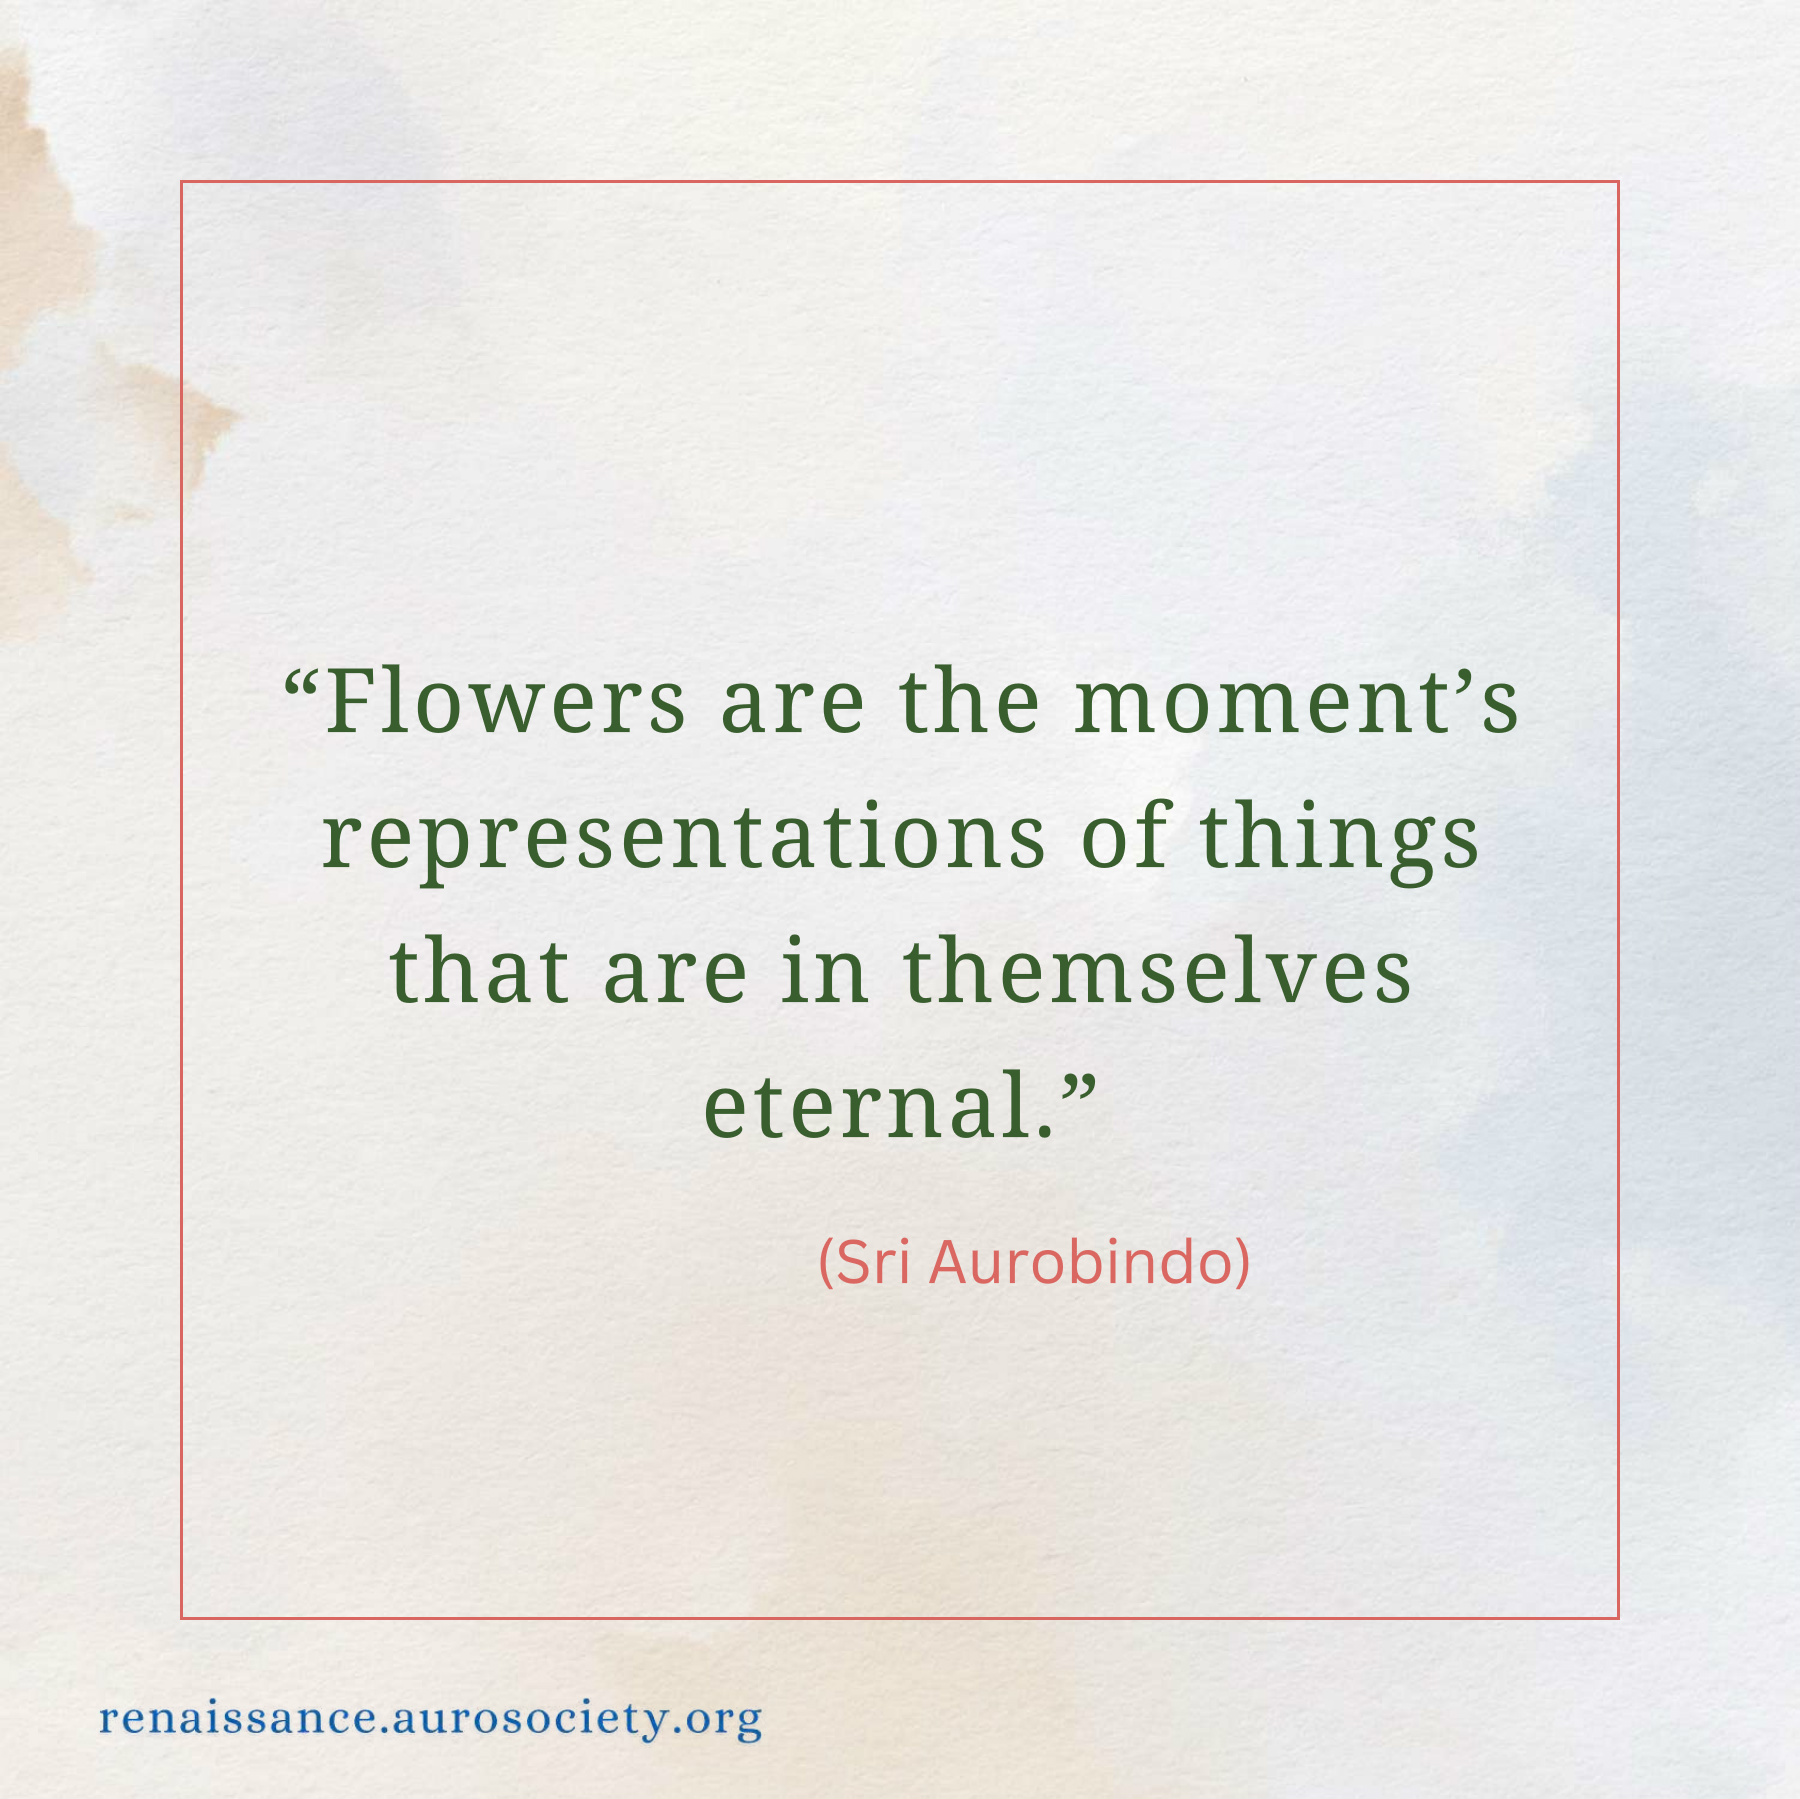 “Flowers are the moment’s
representations of things
that are in themselves
eternal.”
(Sri Aurobindo)
renaissance.aurosociety.org